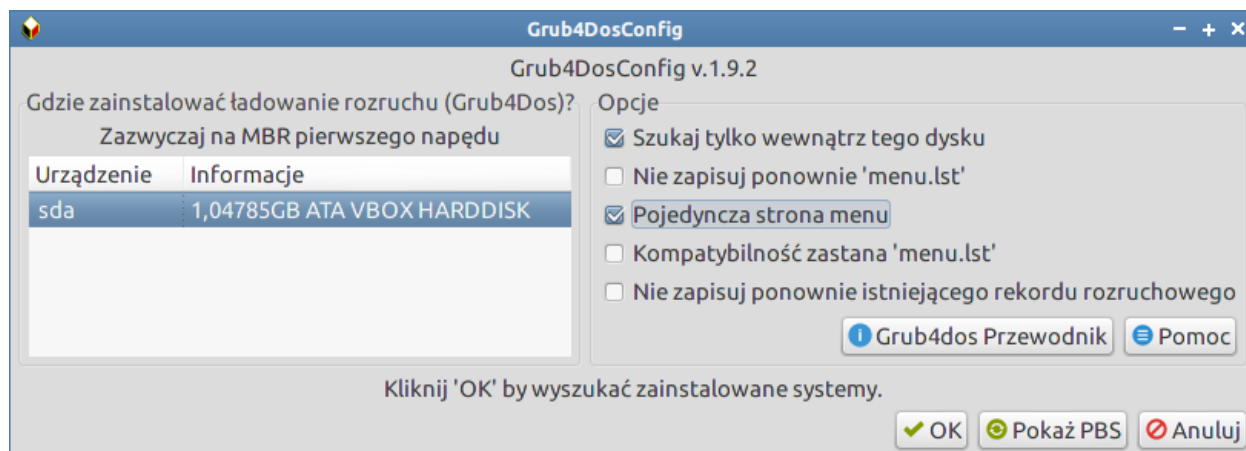 Grub4DosConfig
Grub4DosConfig v.1.9.2
Gdzie zainstalować ładowanie rozruchu (Grub4Dos)?
Zazwyczaj na MBR pierwszego napędu
Urządzenie Informacje
sda 1,04785GB ATA VBOX HARDDISK
Opcje
Szukaj tylko wewnątrz tego dysku
Nie zapisuj ponownie 'menu.lst'
Pojedyncza strona menu
Kompatybilność zastana 'menu.lst'
Nie zapisuj ponownie istniejącego rekordu rozruchowego
Grub4dos Przewodnik Pomoc
Kliknij 'OK' by wyszukać zainstalowane systemy.
OK Pokaż PBS Anuluj